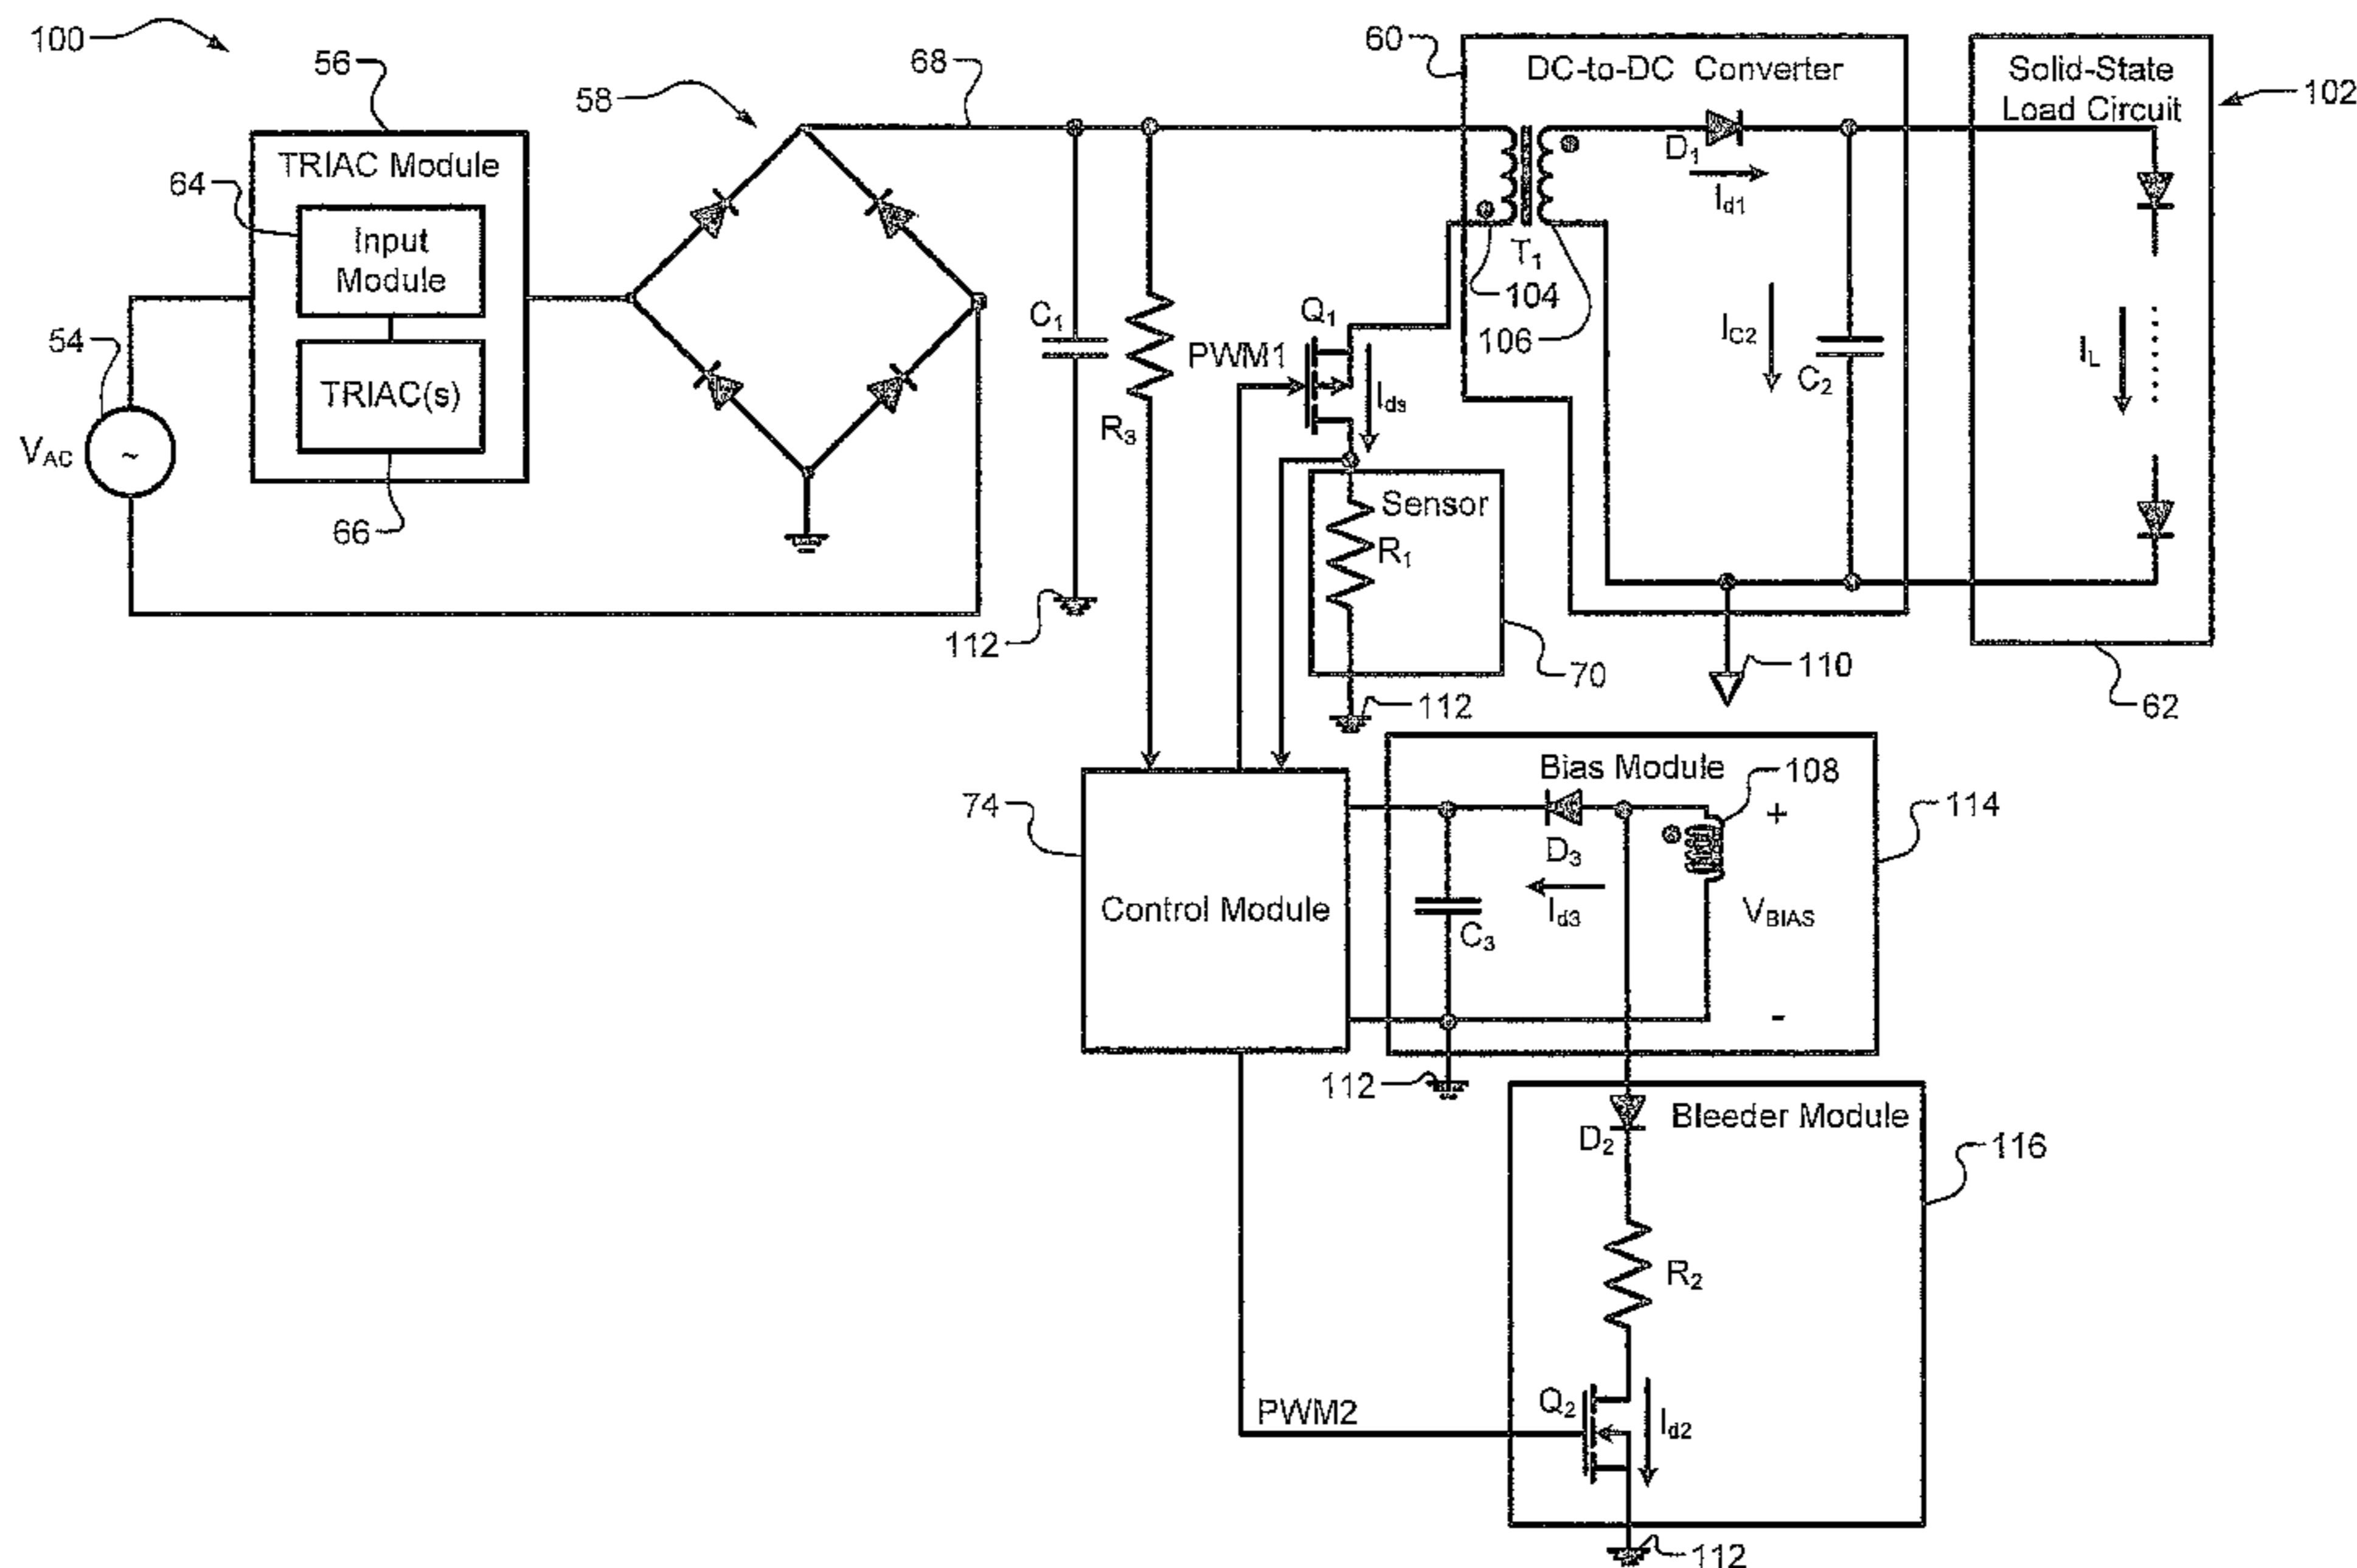 100
56
TRIAC Module
64
Input
Module
TRIAC(s)
66
54
VAC
~
58
68
C1
R3
112
60
DC-to-DC Converter
D1
Id1
T1
104
106
IC2
C2
110
Solid-State
Load Circuit
102
IL
62
Q1
PWM1
Ids
Sensor
R1
70
112
74
Control Module
Bias Module
108
114
D3
Id3
C3
+
VBIAS
-
112
Bleeder Module
116
D2
R2
Q2
Id2
PWM2
112